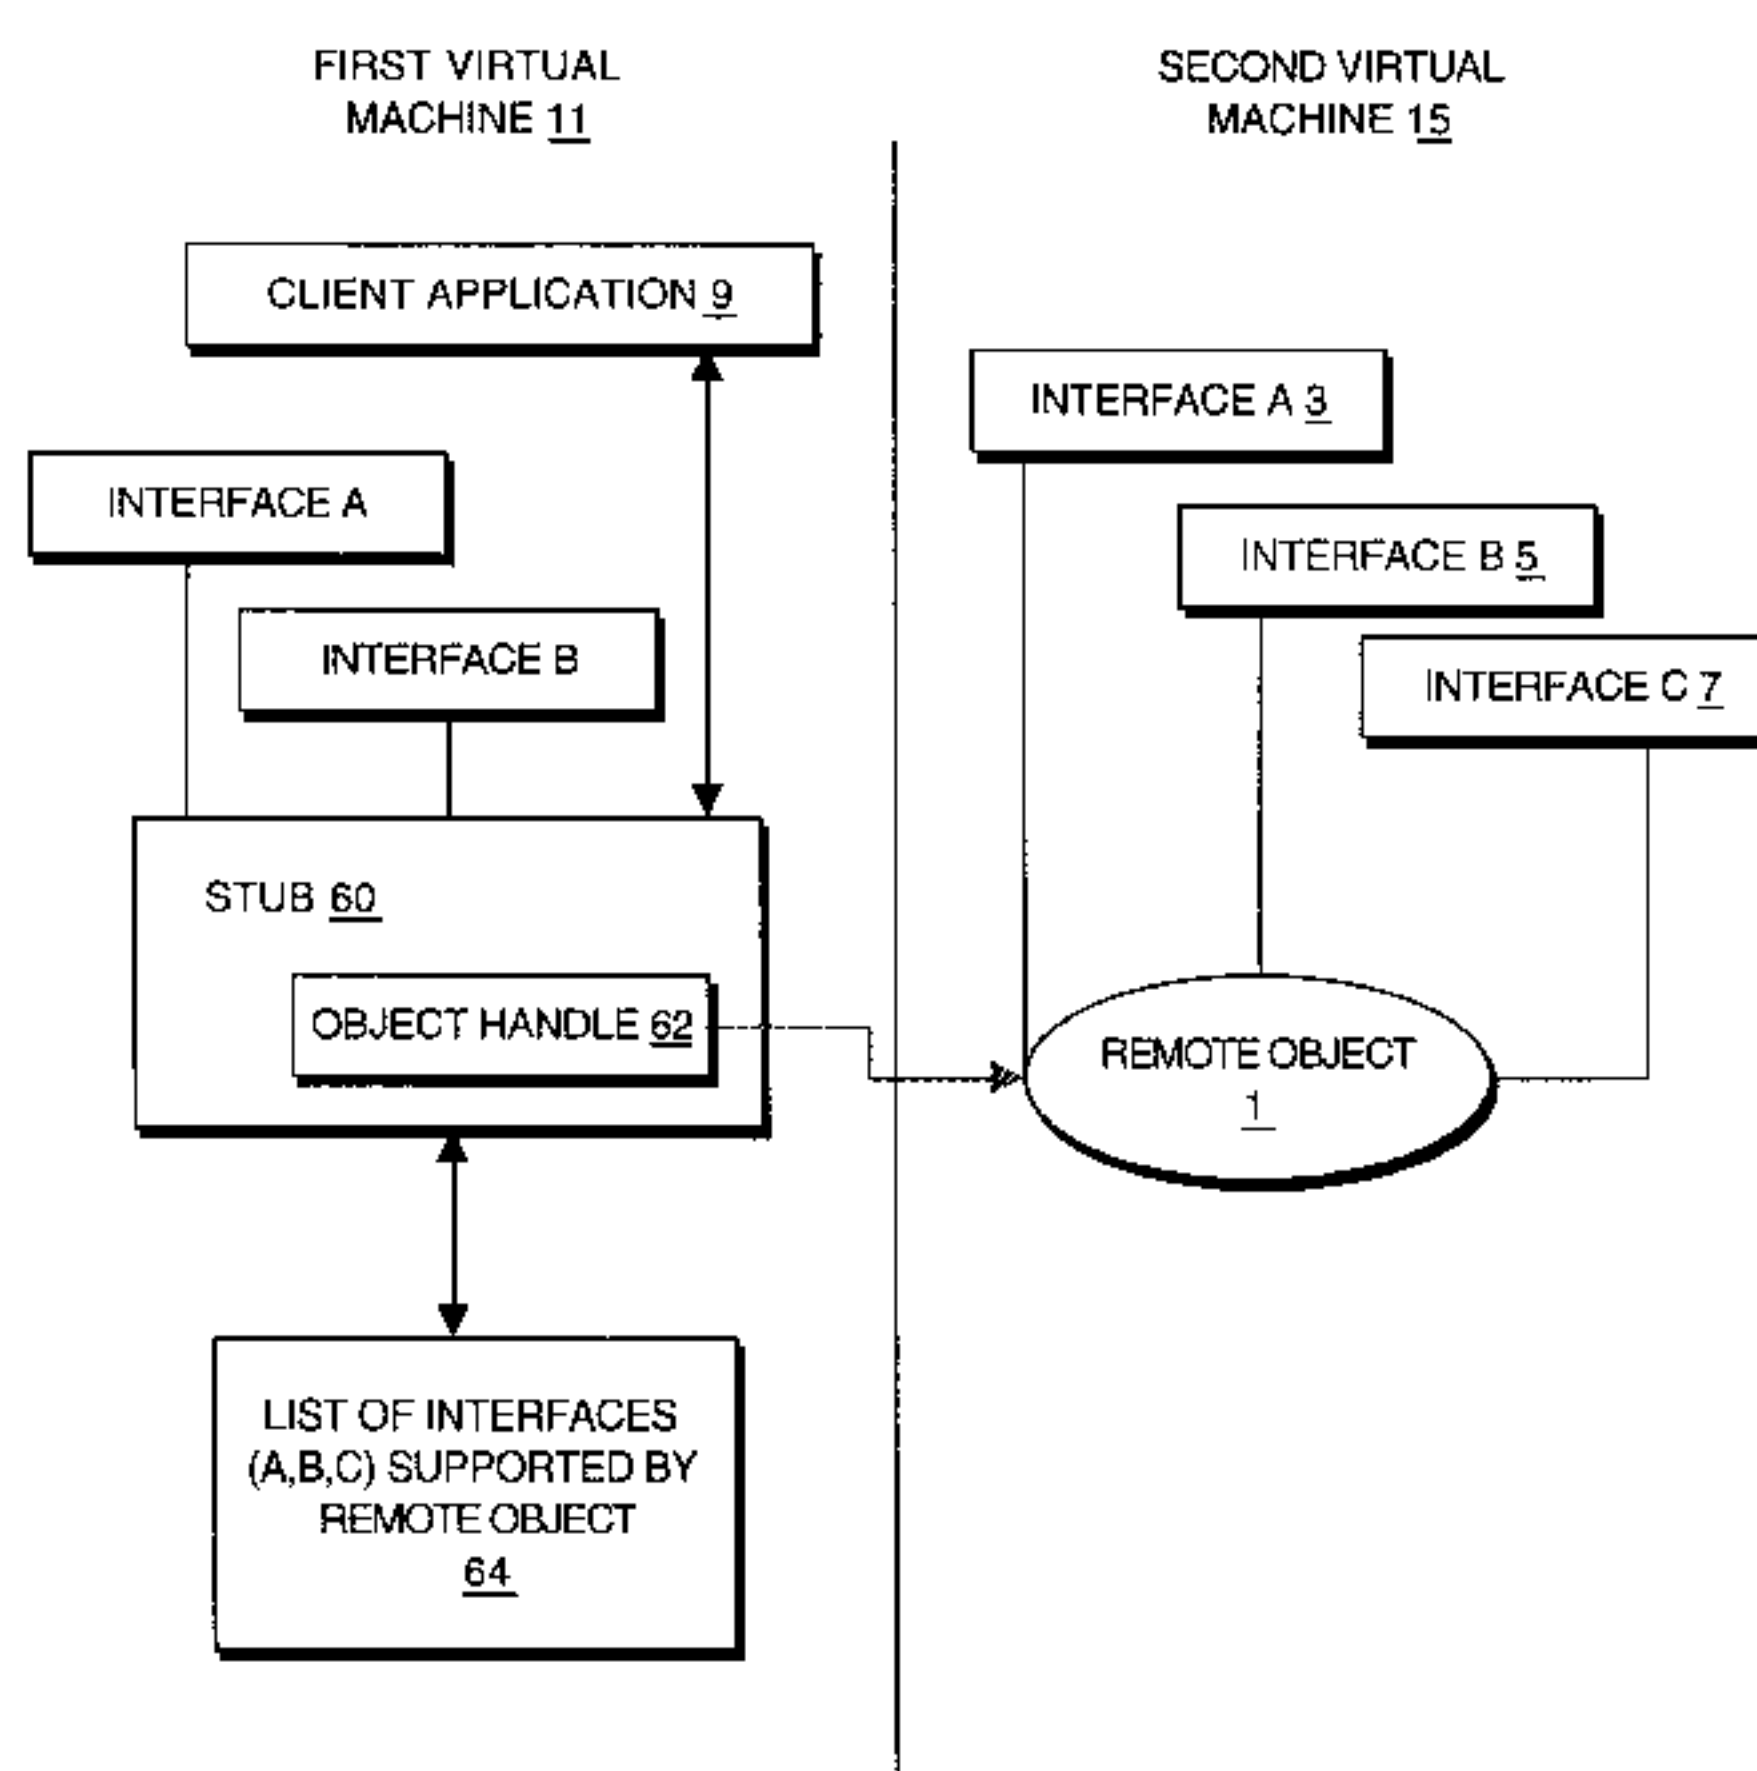 FIRST VIRTUAL
MACHINE 11
SECOND VIRTUAL
MACHINE 15
CLIENT APPLICATION 9
INTERFACE A
INTERFACE B
STUB 60
OBJECT HANDLE 62
LIST OF INTERFACES
(A,B,C) SUPPORTED BY
REMOTE OBJECT
64
INTERFACE A 3
INTERFACE B 5
INTERFACE C 7
REMOTE OBJECT
1